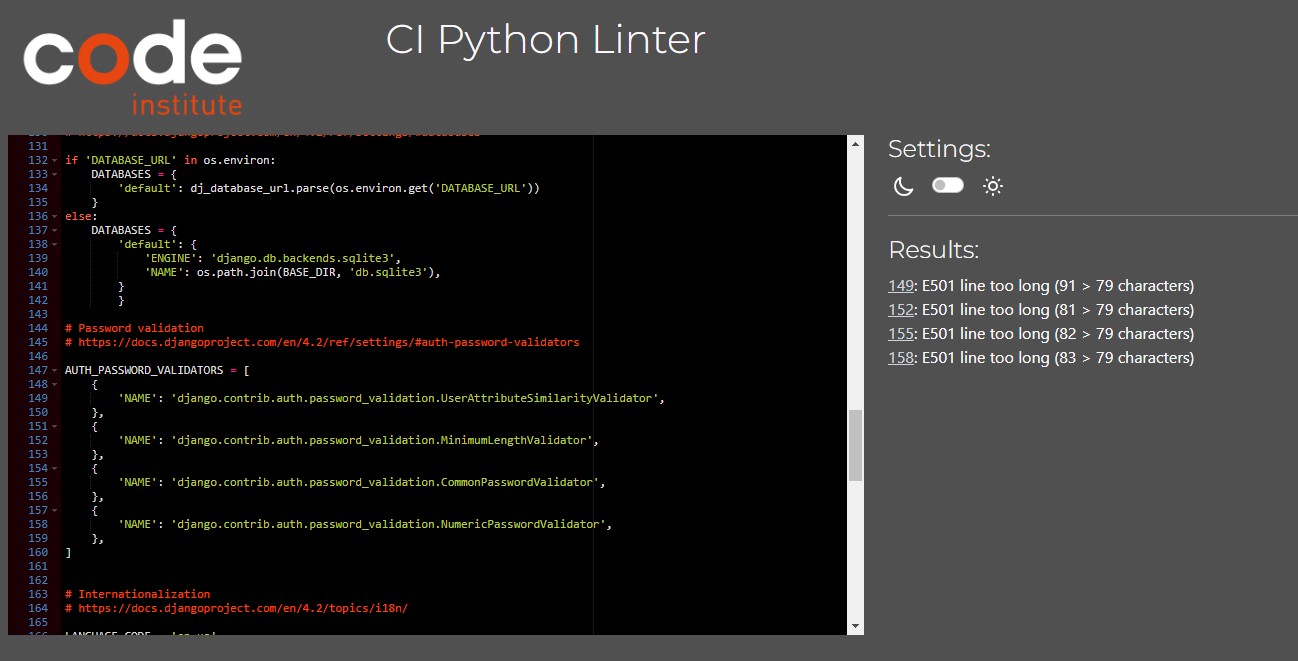 code
institute
CI Python Linter
131
132 if 'DATABASE_URL' in os.environ:
133 DATABASES = {
134 'default': dj_database_url.parse(os.environ.get('DATABASE_URL'))
135 }
136 else:
137 DATABASES = {
138 'default': {
139 'ENGINE': 'django.db.backends.sqlite3',
140 'NAME': os.path.join(BASE_DIR, 'db.sqlite3'),
141 }
142 }
143
144 # Password validation
145 # https://docs.djangoproject.com/en/4.2/ref/settings/#auth-password-validators
146
147 AUTH_PASSWORD_VALIDATORS = [
148 {
149 'NAME': 'django.contrib.auth.password_validation.UserAttributeSimilarityValidator',
150 },
151 {
152 'NAME': 'django.contrib.auth.password_validation.MinimumLengthValidator',
153 },
154 {
155 'NAME': 'django.contrib.auth.password_validation.CommonPasswordValidator',
156 },
157 {
158 'NAME': 'django.contrib.auth.password_validation.NumericPasswordValidator',
159 },
160 ]
161
162
163 # Internationalization
164 # https://docs.djangoproject.com/en/4.2/topics/i18n/
165
Settings:
Results:
149: E501 line too long (91 > 79 characters)
152: E501 line too long (81 > 79 characters)
155: E501 line too long (82 > 79 characters)
158: E501 line too long (83 > 79 characters)